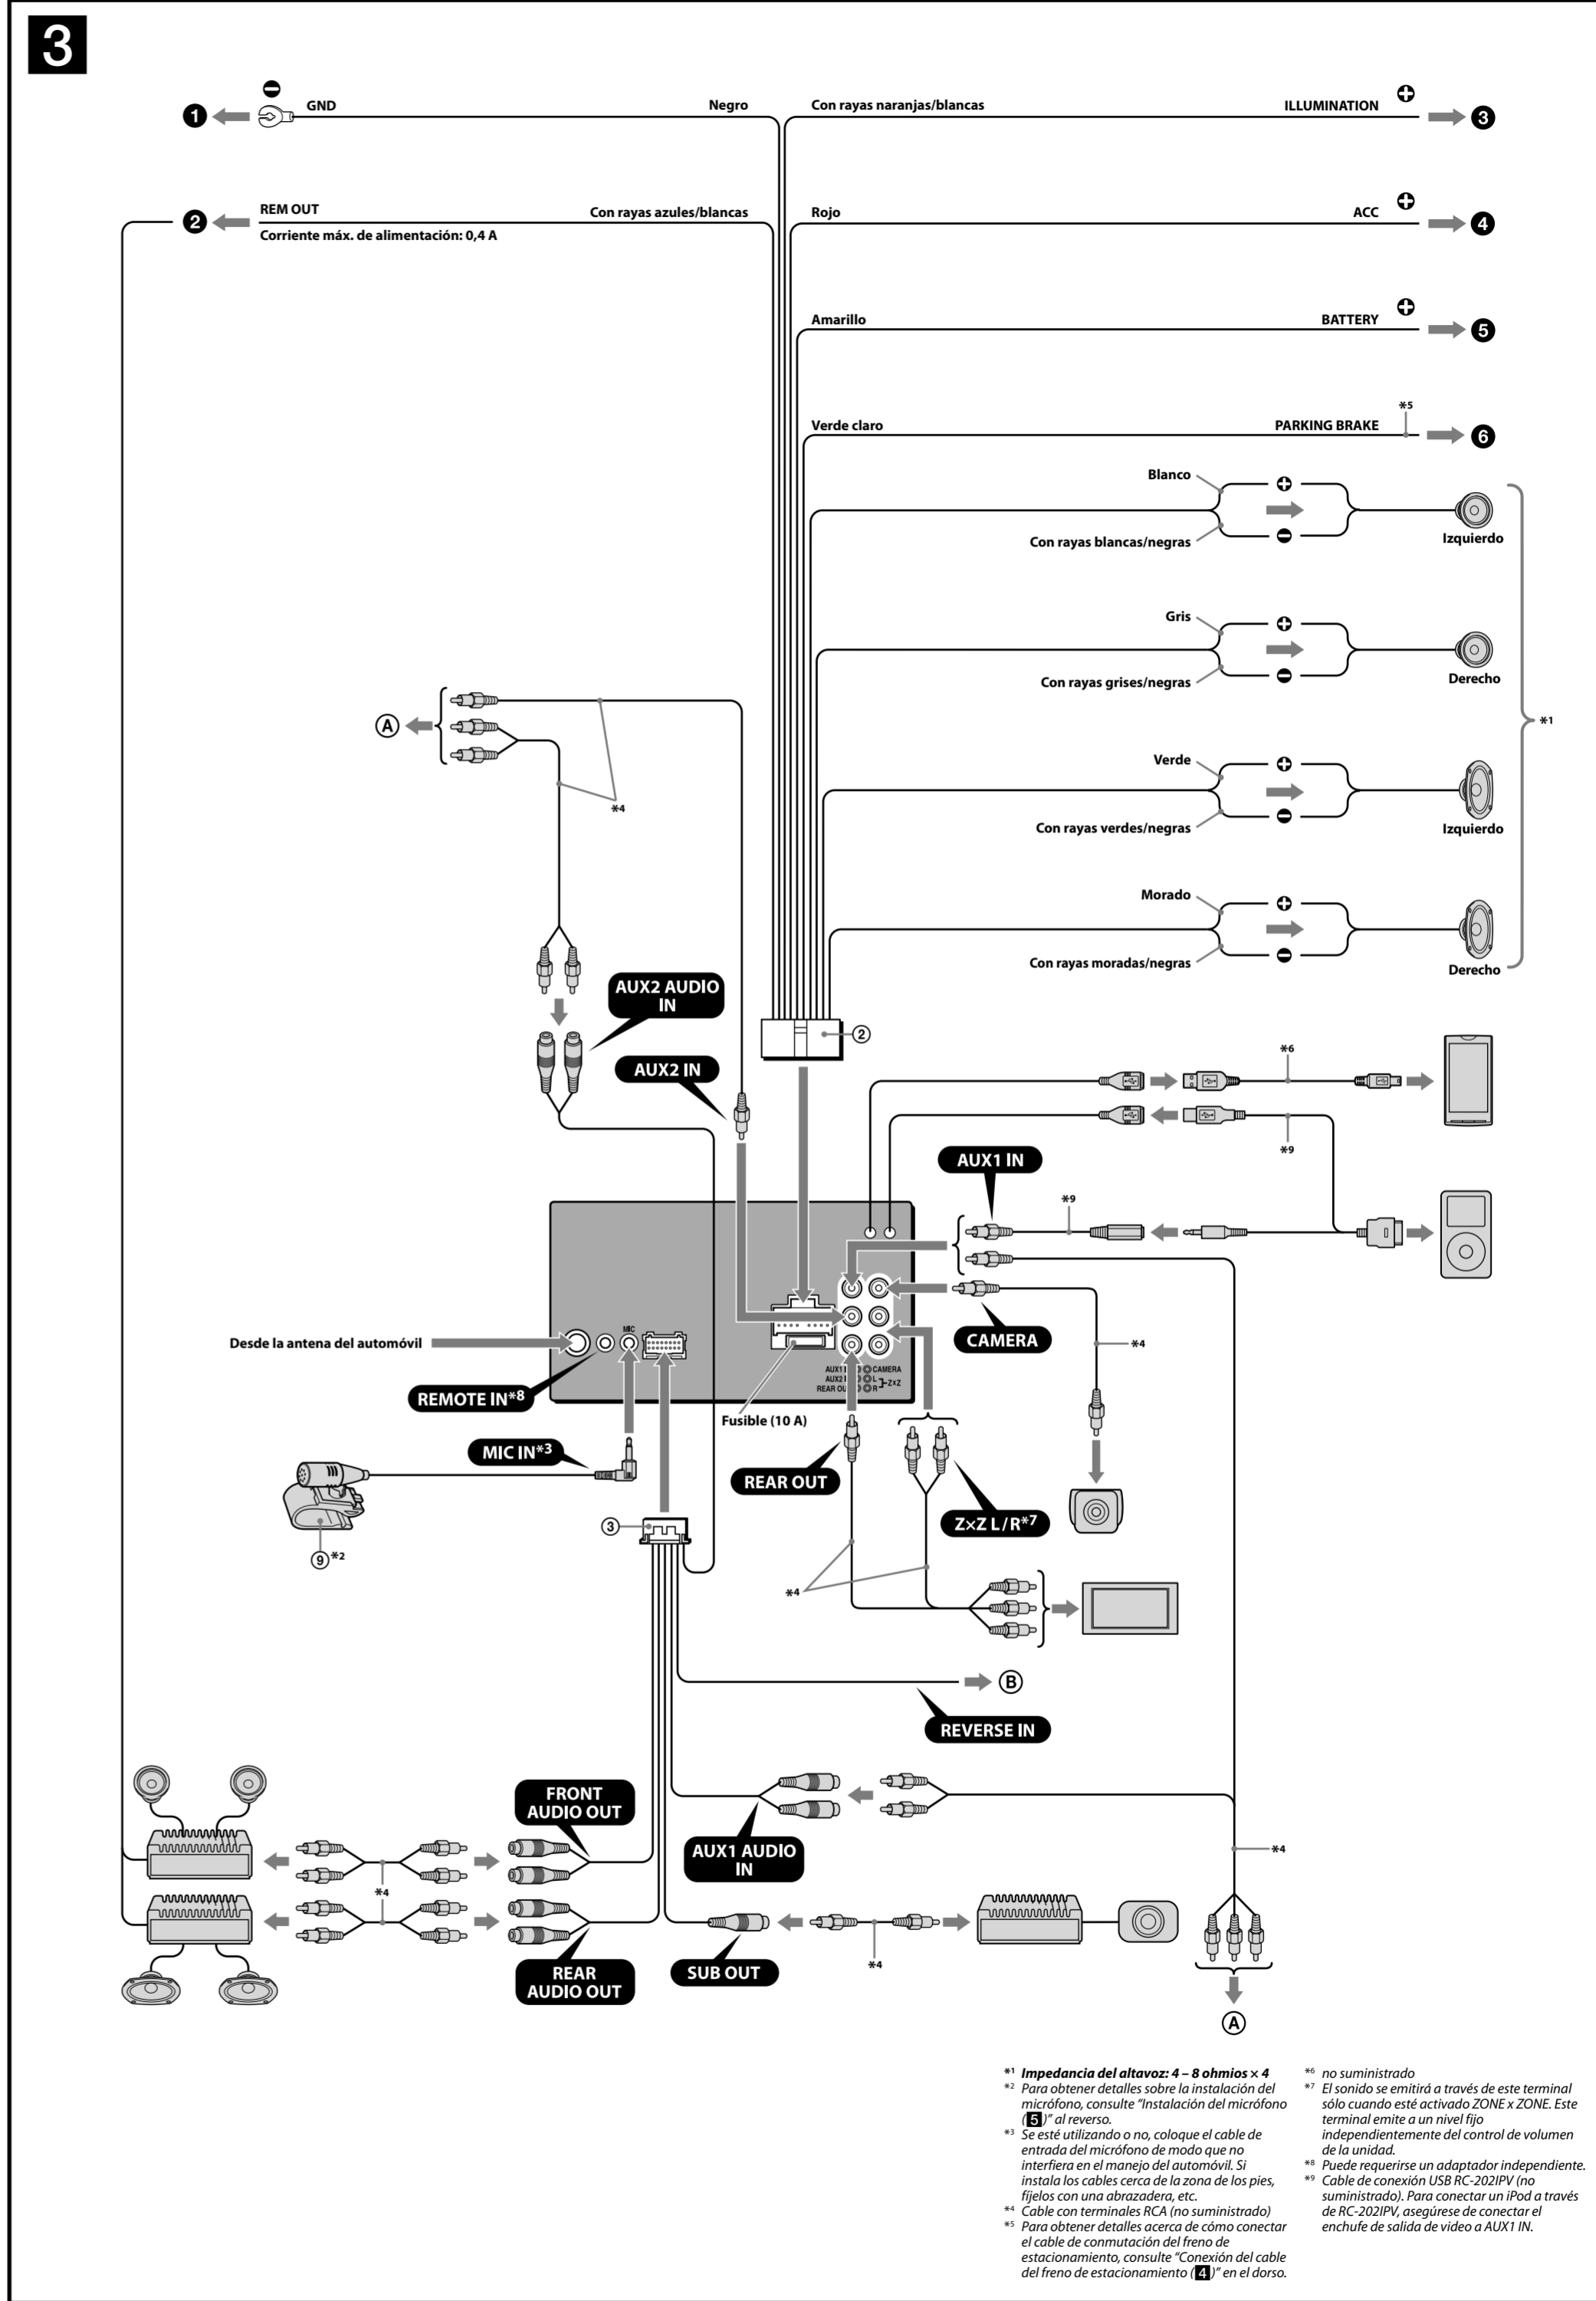 3
GND
Negro
Con rayas naranjas/blancas
ILLUMINATION
1
3
REM OUT
Con rayas azules/blancas
Rojo
ACC
2
4
Corriente máx. de alimentación: 0,4 A
Amarillo
BATTERY
5
*5
Verde claro
PARKING BRAKE
6
Blanco
Con rayas blancas/negras
Izquierdo
Gris
Con rayas grises/negras
Derecho
*1
A
*4
Verde
Con rayas verdes/negras
Izquierdo
Morado
Con rayas moradas/negras
Derecho
AUX2 AUDIO
IN
2
AUX2 IN
*6
*9
AUX1 IN
*9
CAMERA
*4
Desde la antena del automóvil
MIC
AUX1
CAMERA
AUX2
L
Z×Z
REAR OU
R
REMOTE IN*8
Fusible (10 A)
MIC IN*3
REAR OUT
Z×Z L/R*7
3
9 *2
*4
B
REVERSE IN
FRONT
AUDIO OUT
AUX1 AUDIO
IN
*4
*4
REAR
AUDIO OUT
SUB OUT
*4
A
*1 Impedancia del altavoz: 4 – 8 ohmios × 4
*2 Para obtener detalles sobre la instalación del
micrófono, consulte “Instalación del micrófono
(5)” al reverso.
*3 Se esté utilizando o no, coloque el cable de
entrada del micrófono de modo que no
interfiera en el manejo del automóvil. Si
instala los cables cerca de la zona de los pies,
fíjelos con una abrazadera, etc.
*4 Cable con terminales RCA (no suministrado)
*5 Para obtener detalles acerca de cómo conectar
el cable de conmutación del freno de
estacionamiento, consulte “Conexión del cable
del freno de estacionamiento (4)” en el dorso.
*6 no suministrado
*7 El sonido se emitirá a través de este terminal
sólo cuando esté activado ZONE x ZONE. Este
terminal emite a un nivel fijo
independientemente del control de volumen
de la unidad.
*8 Puede requerirse un adaptador independiente.
*9 Cable de conexión USB RC-202IPV (no
suministrado). Para conectar un iPod a través
de RC-202IPV, asegúrese de conectar el
enchufe de salida de video a AUX1 IN.